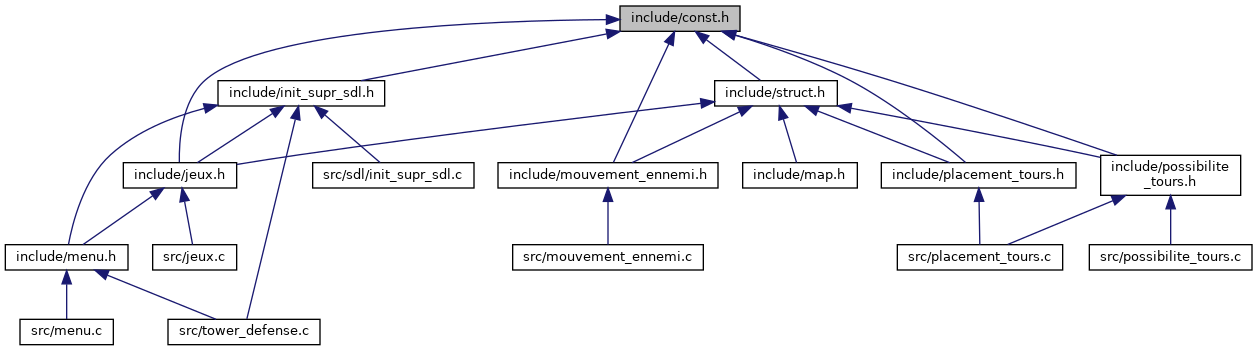 include/const.h
include/init_supr_sdl.h
include/struct.h
include/jeux.h
src/sdl/init_supr_sdl.c
include/mouvement_ennemi.h
include/map.h
include/placement_tours.h
include/possibilite
_tours.h
include/menu.h
src/jeux.c
src/mouvement_ennemi.c
src/placement_tours.c
src/possibilite_tours.c
src/menu.c
src/tower_defense.c